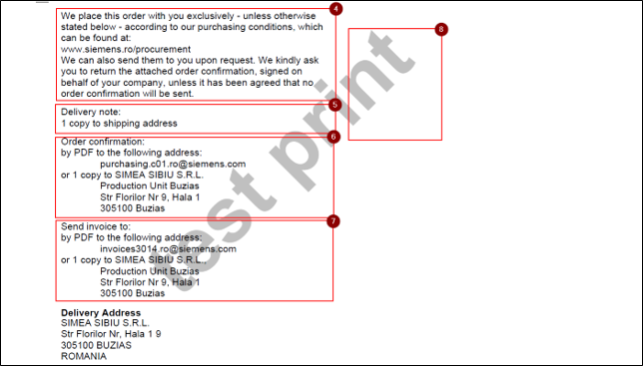 4
We place this order with you exclusively - unless otherwise
stated below - according to our purchasing conditions, which
can be found at:
www.siemens.ro/procurement
We can also send them to you upon request. We kindly ask
you to return the attached order confirmation, signed on
behalf of your company, unless it has been agreed that no
order confirmation will be sent.
8
5
Delivery note:
1 copy to shipping address
6
Order confirmation:
by PDF to the following address:
purchasing.c01.ro@siemens.com
or 1 copy to SIMEA SIBIU S.R.L.
Production Unit Buzias
Str Florilor Nr 9, Hala 1
305100 Buzias
7
Send invoice to:
by PDF to the following address:
invoices3014.ro@siemens.com
or 1 copy to SIMEA SIBIU S.R.L.,
Production Unit Buzias
Str Florilor Nr 9, Hala 1
305100 Buzias
Delivery Address
SIMEA SIBIU S.R.L.
Str Florilor Nr, Hala 1 9
305100 BUZIAS
ROMANIA
test print